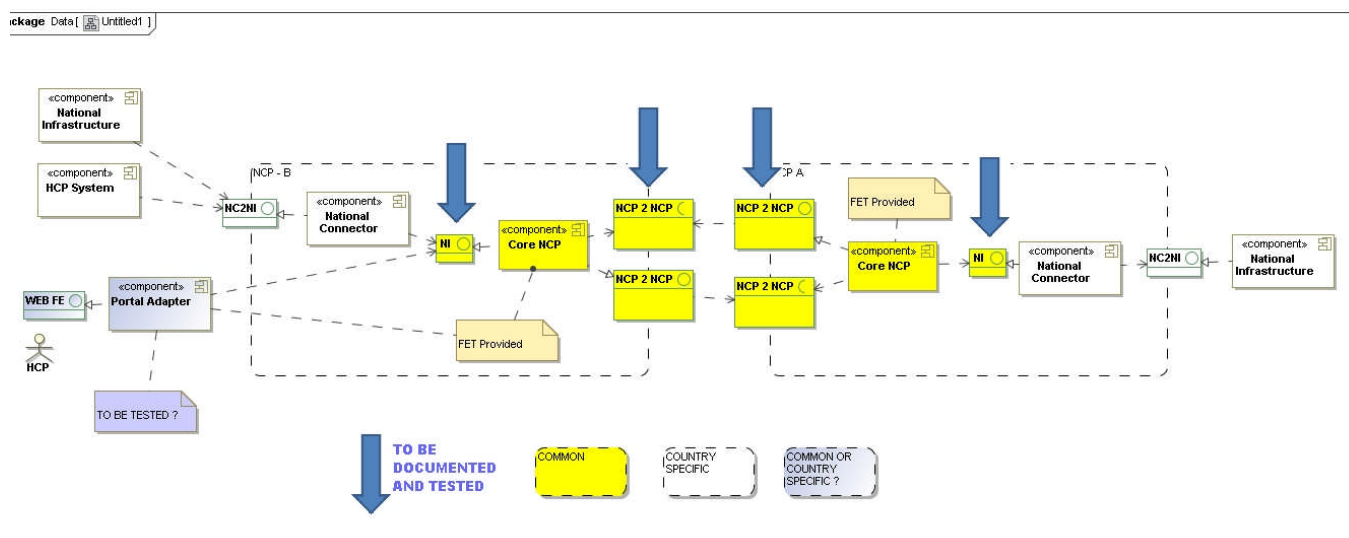 ckage Data [ Untitled1 ]
«component»
National
Infrastructure
«component»
HCP System
NCP - B
NC2NI
«component»
National
Connector
NI
«component»
Core NCP
NCP 2 NCP
NCP 2 NCP
FET Provided
WEB FE
«component»
Portal Adapter
HCP
TO BE TESTED ?
CP A
NCP 2 NCP
NCP 2 NCP
FET Provided
«component»
Core NCP
NI
«component»
National
Connector
NC2NI
«component»
National
Infrastructure
TO BE
DOCUMENTED
AND TESTED
COMMON
COUNTRY
SPECIFIC
COMMON OR
COUNTRY
SPECIFIC ?